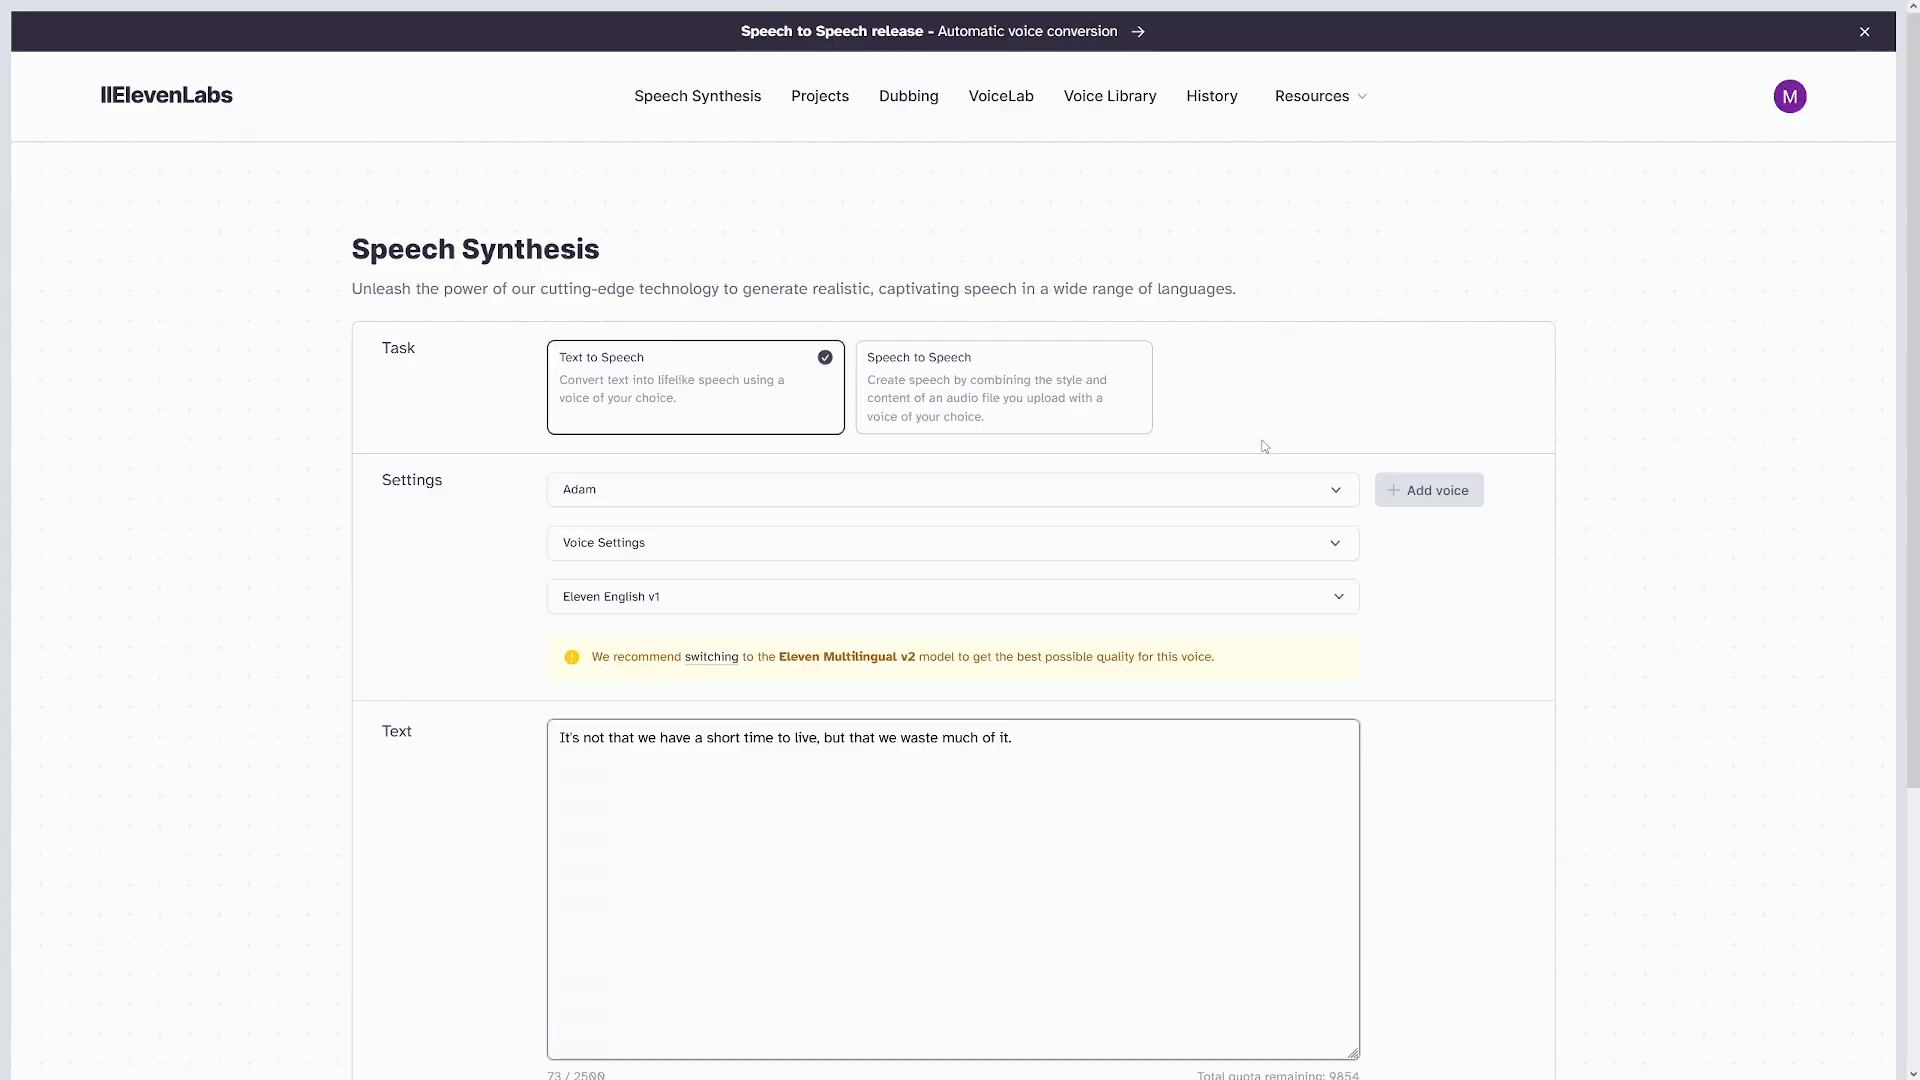 Speech to Speech release - Automatic voice conversion →
IIElevenLabs
Speech Synthesis
Projects
Dubbing
VoiceLab
Voice Library
History
Resources
M
Speech Synthesis
Unleash the power of our cutting-edge technology to generate realistic, captivating speech in a wide range of languages.
Task
Text to Speech
Convert text into lifelike speech using a
voice of your choice.
Speech to Speech
Create speech by combining the style and
content of an audio file you upload with a
voice of your choice.
Settings
Adam
+ Add voice
Voice Settings
Eleven English v1
We recommend switching to the Eleven Multilingual v2 model to get the best possible quality for this voice.
Text
It's not that we have a short time to live, but that we waste much of it.
73 / 2500
Total quota remaining: 9854